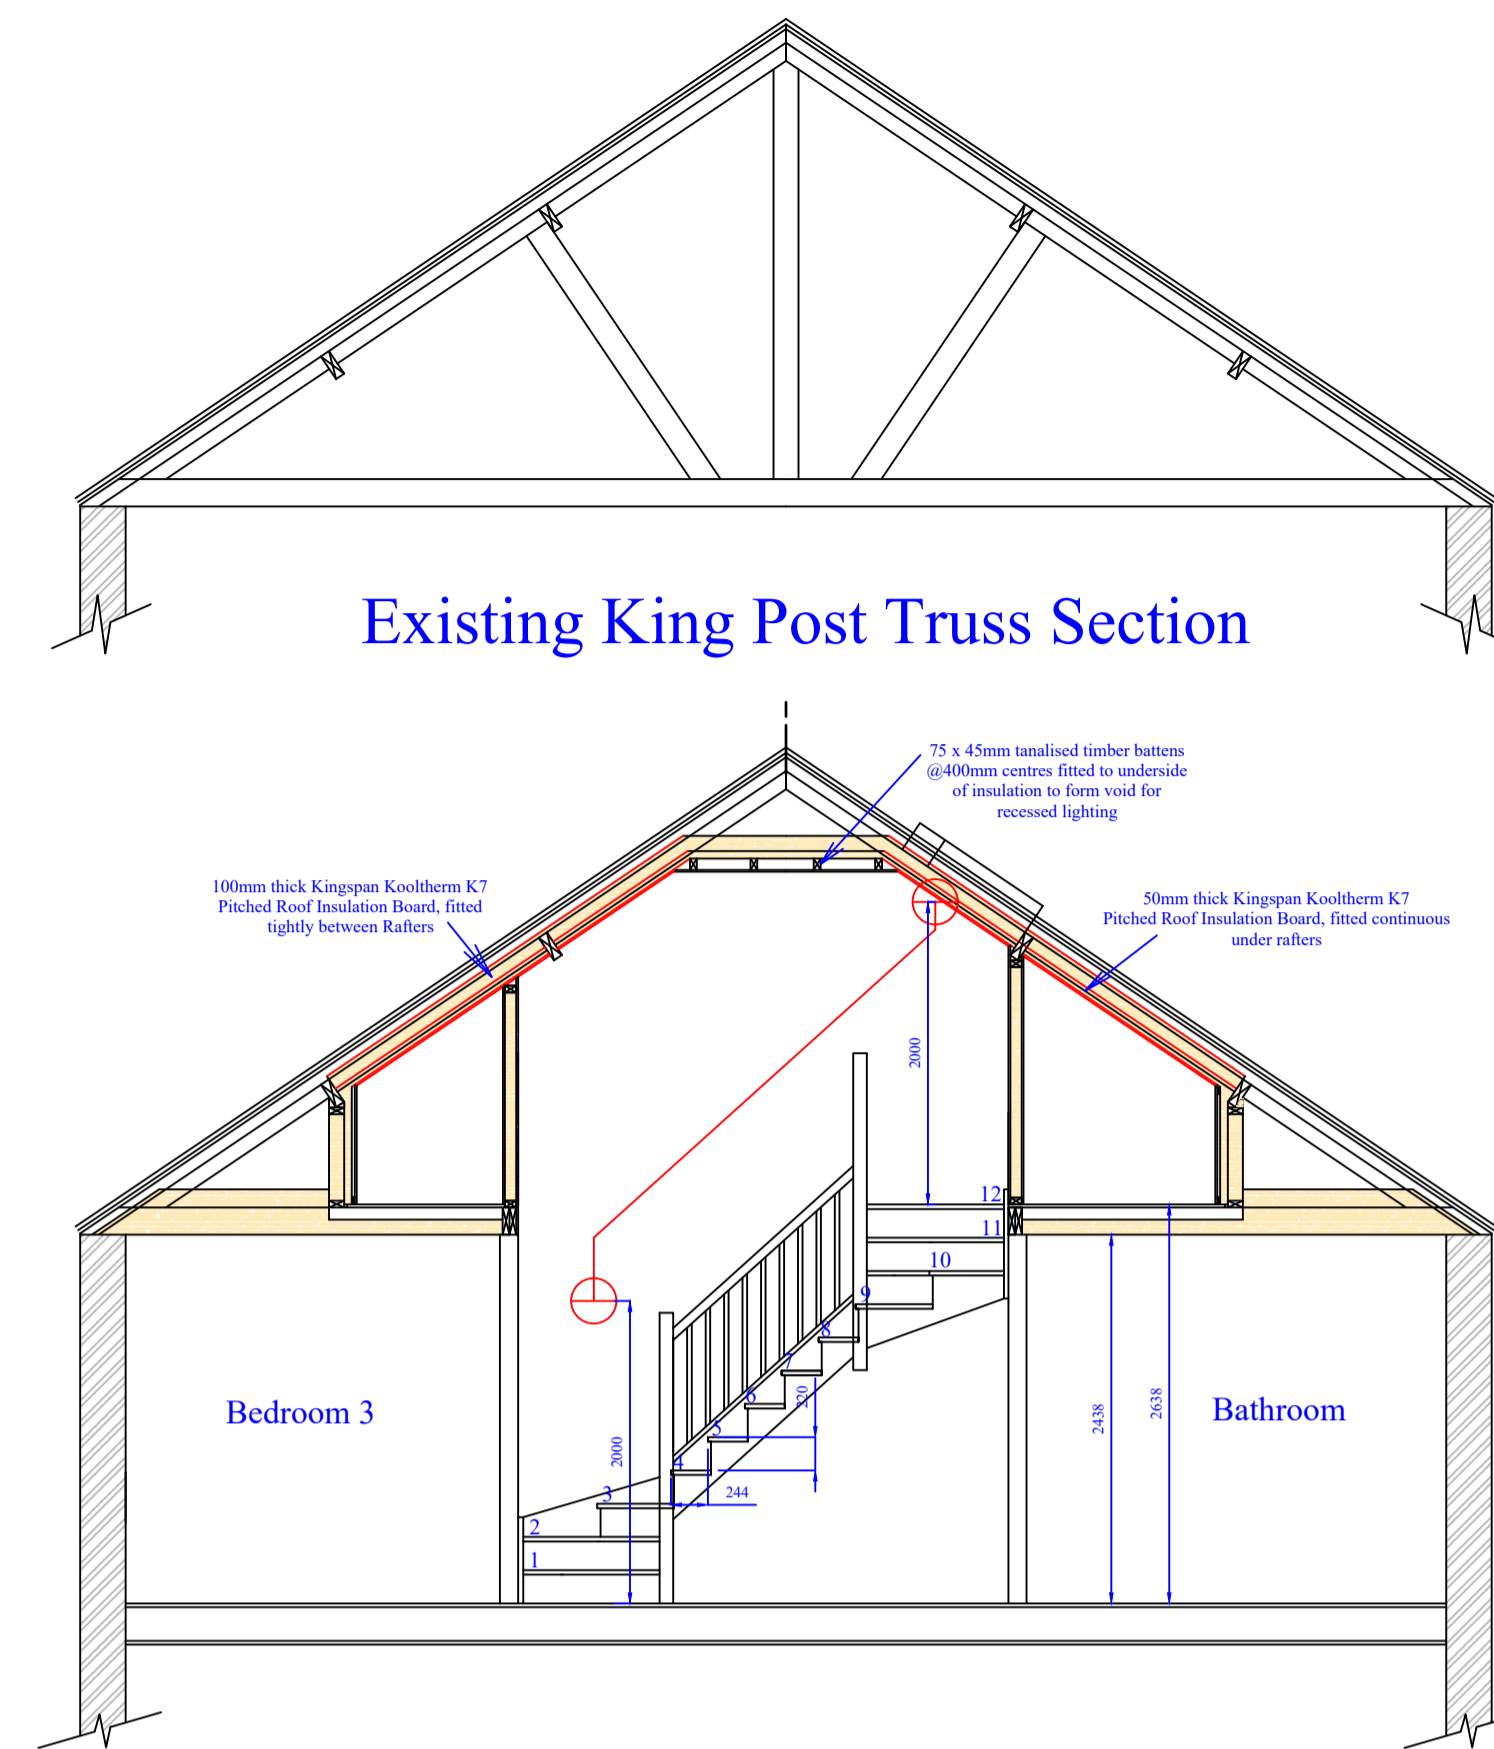 Existing King Post Truss Section
75 x 45mm tanalised timber battens
@400mm centres fitted to underside
of insulation to form void for
recessed lighting
100mm thick Kingspan Kooltherm K7
Pitched Roof Insulation Board, fitted
tightly between Rafters
50mm thick Kingspan Kooltherm K7
Pitched Roof Insulation Board, fitted continuous
under rafters
2000
12
11
10
9
8
7
6
5
4
3
2
1
220
244
2000
2438
2638
Bedroom 3
Bathroom